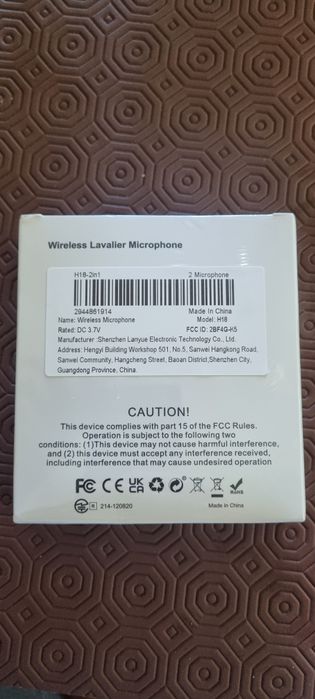 Wireless Lavalier Microphone
H18-2in1 2 Microphone
2944861914 Made In China
Name: Wireless Microphone Model: H18
Rated: DC 3.7V FCC ID: 2BF4G-K5
Manufacturer :Shenzhen Lanyue Electronic Technology Co., Ltd.
Address: Hengyi Building Workshop 501, No.5, Sanwei Hangkong Road,
Sanwei Community, Hangcheng Street, Baoan District,Shenzhen City,
Guangdong Province, China.
CAUTION!
This device complies with part 15 of the FCC Rules.
Operation is subject to the following two
conditions: (1)This device may not cause harmful interference,
and (2) this device must accept any interference received,
including interference that may cause undesired operation
FC CE UKCA RoHS
R 214-120820 Made in China